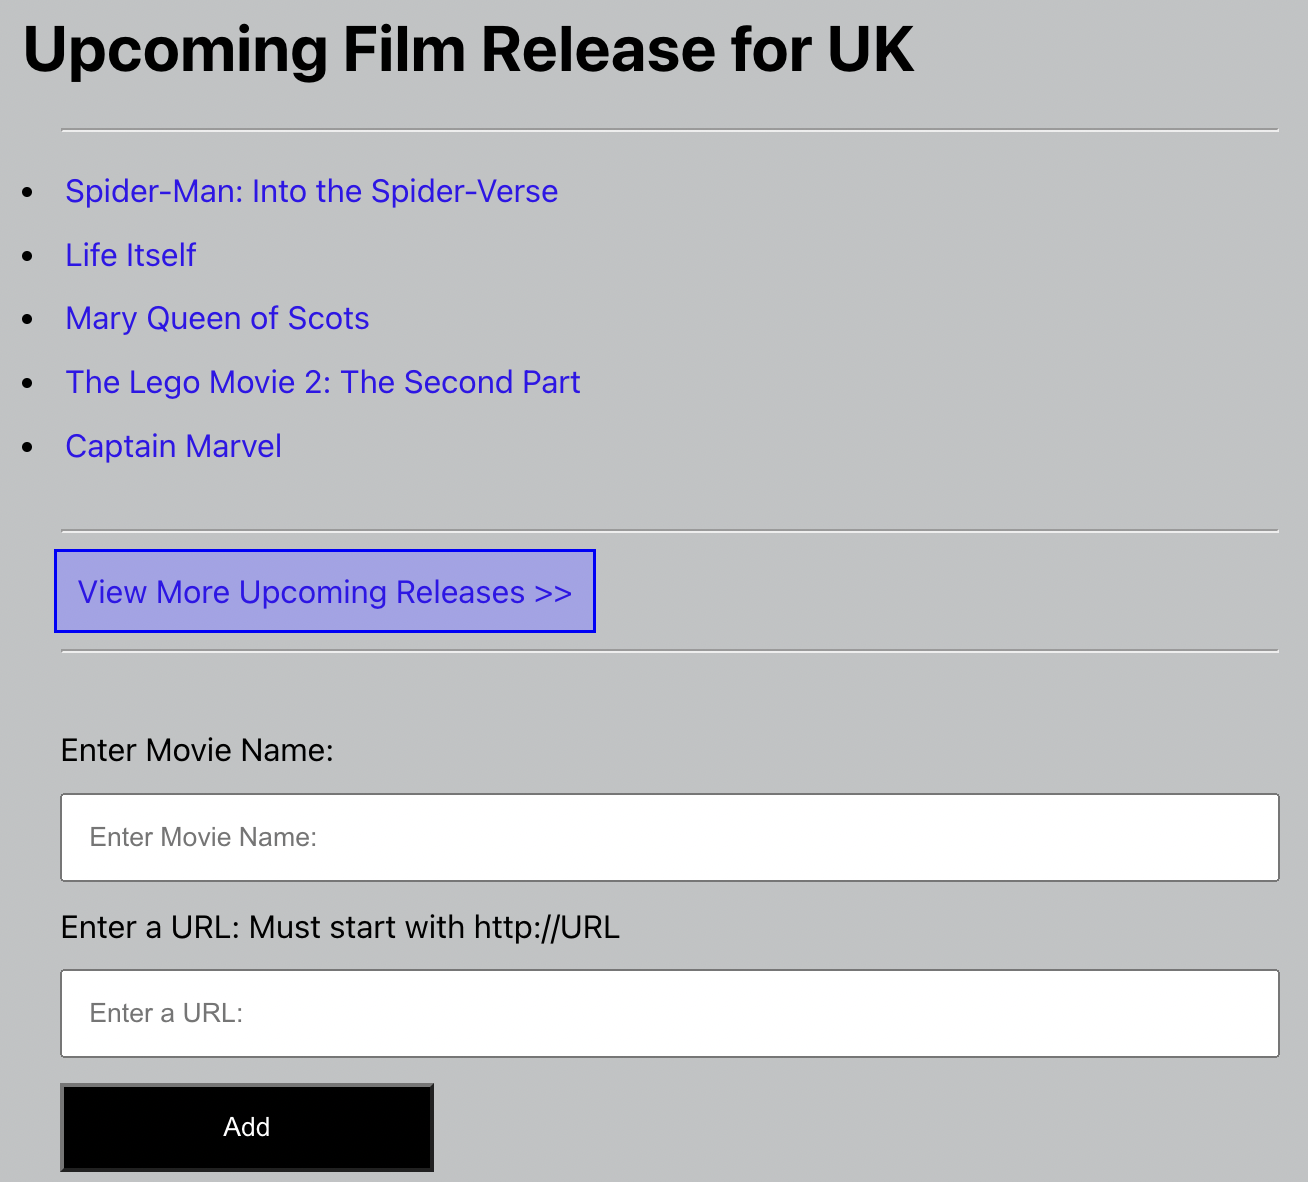 Upcoming Film Release for UK
Spider-Man: Into the Spider-Verse
Life Itself
Mary Queen of Scots
The Lego Movie 2: The Second Part
Captain Marvel
View More Upcoming Releases >>
Enter Movie Name:
Enter Movie Name:
Enter a URL: Must start with http://URL
Enter a URL:
Add